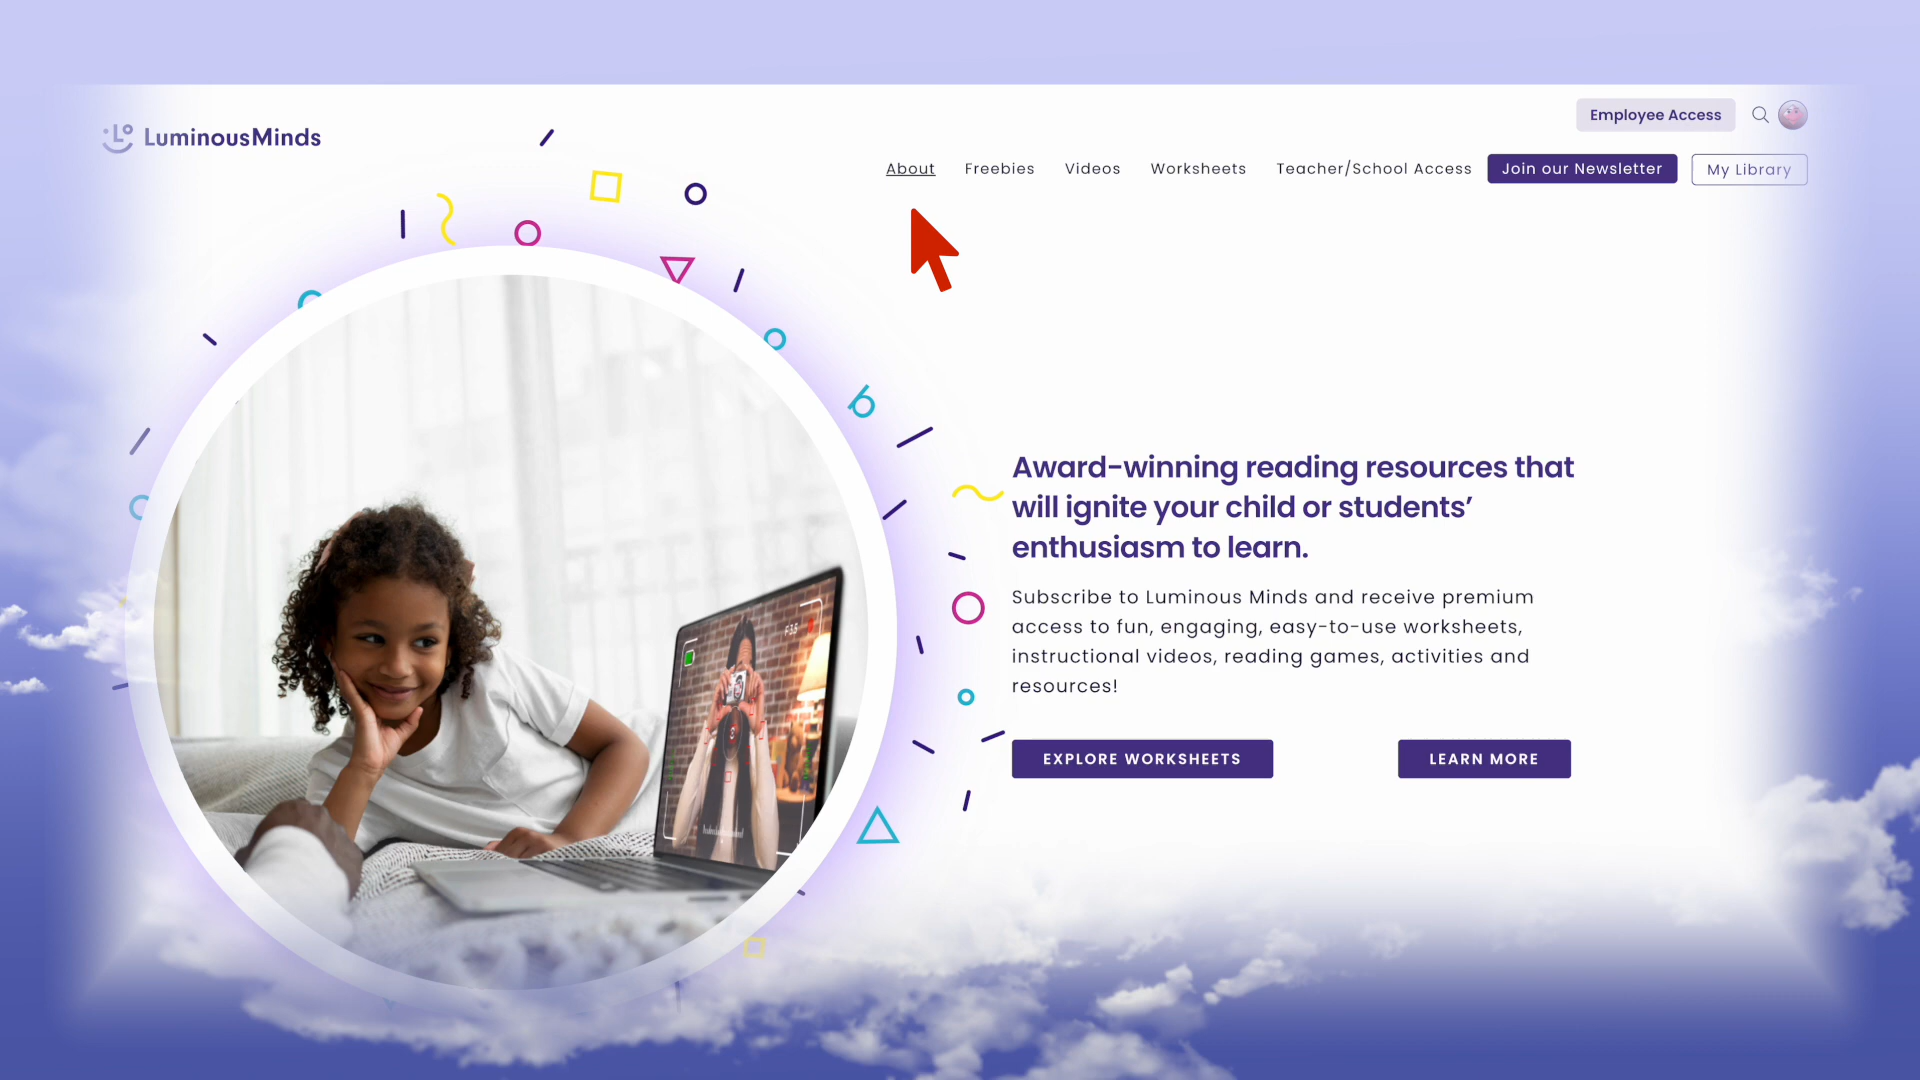 Employee Access
LuminousMinds
About Freebies Videos Worksheets Teacher/School Access Join our Newsletter My Library
Award-winning reading resources that
will ignite your child or students’
enthusiasm to learn.
Subscribe to Luminous Minds and receive premium
access to fun, engaging, easy-to-use worksheets,
instructional videos, reading games, activities and
resources!
EXPLORE WORKSHEETS LEARN MORE
F3.5